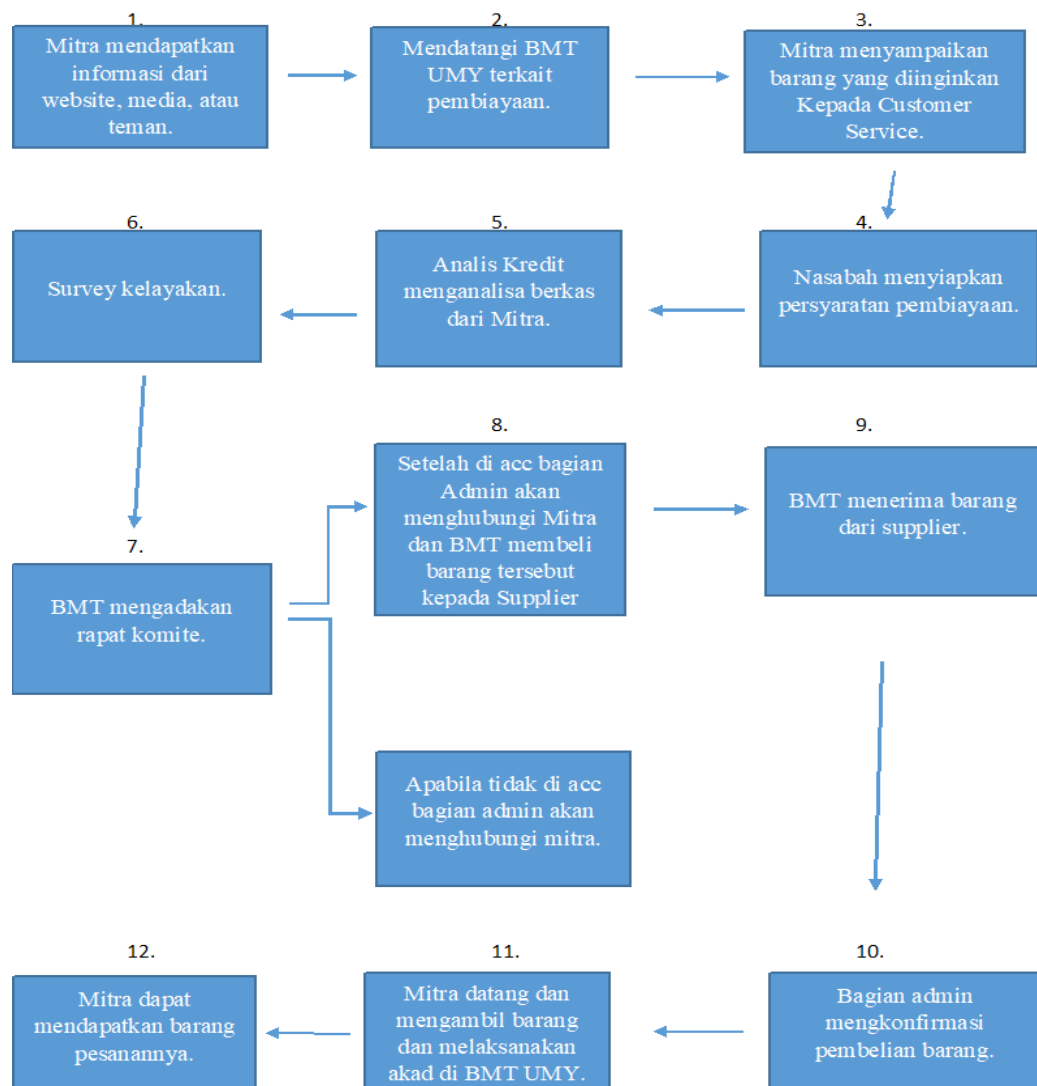 1.
Mitra mendapatkan
informasi dari
website, media, atau
teman.
2.
Mendatangi BMT
UMY terkait
pembiayaan.
3.
Mitra menyampaikan
barang yang diinginkan
Kepada Customer
Service.
4.
Nasabah menyiapkan
persyaratan pembiayaan.
5.
Analis Kredit
menganalisa berkas
dari Mitra.
6.
Survey kelayakan.
7.
BMT mengadakan
rapat komite.
8.
Setelah di acc bagian
Admin akan
menghubungi Mitra
dan BMT membeli
barang tersebut
kepada Supplier
Apabila tidak di acc
bagian admin akan
menghubungi mitra.
9.
BMT menerima barang
dari supplier.
10.
Bagian admin
mengkonfirmasi
pembelian barang.
11.
Mitra datang dan
mengambil barang
dan melaksanakan
akad di BMT UMY.
12.
Mitra dapat
mendapatkan barang
pesanannya.